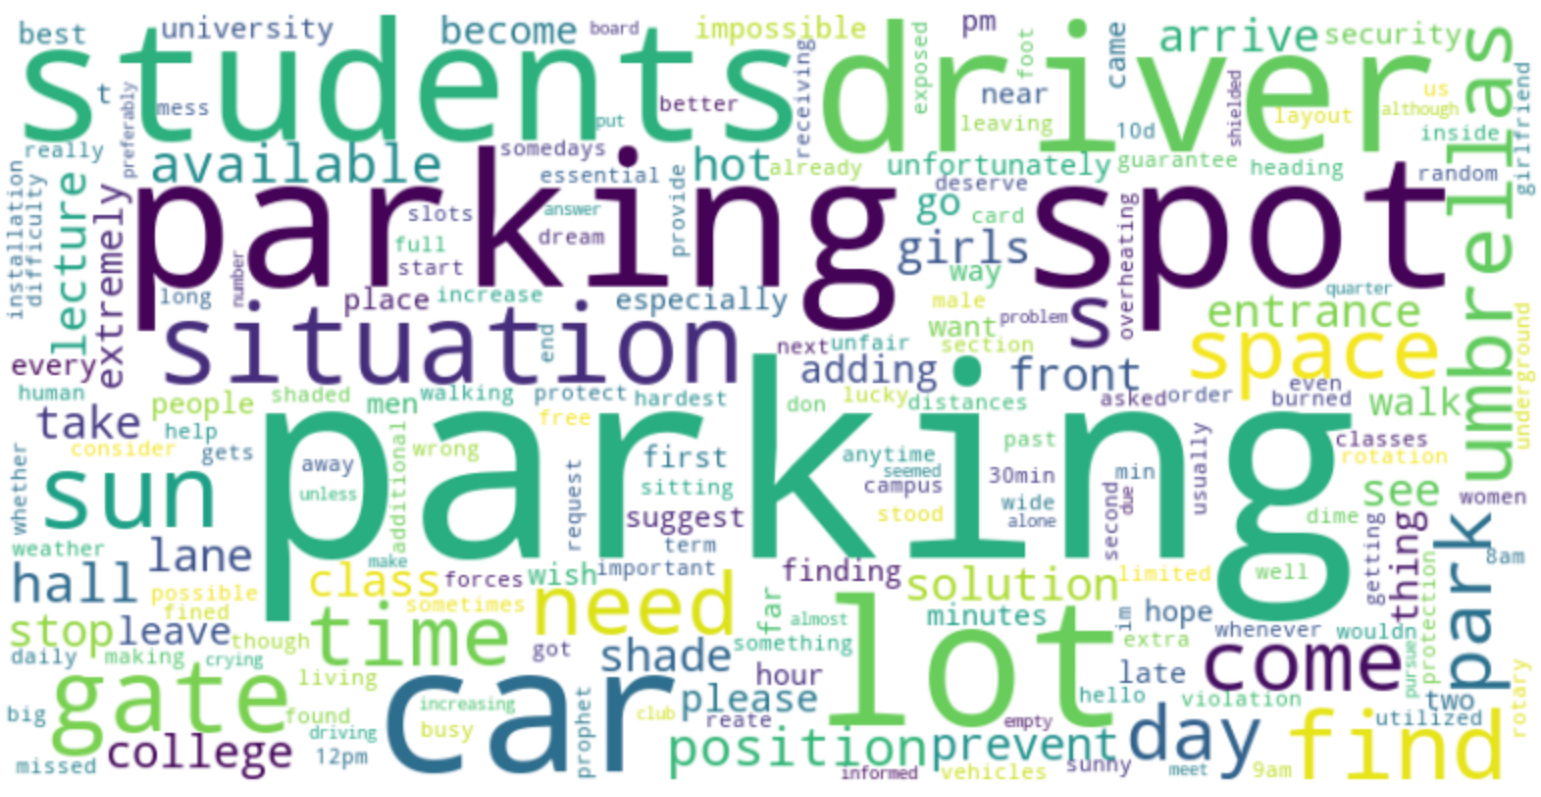 best
university
become
board
impossible
pm
arrive
security
students
driver
umbrellas
t
preferably
mess
better
put
receiving
exposed
foot
near
came
leaving
10d
shielded
layout
us
although
inside
girlfriend
really
available
somedays
essential
hot
already
unfortunately
guarantee
heading
random
deserve
installation
difficulty
lecture
extremely
parking spot
slots
answer
full
dream
start
provide
go
card
girls
way
overheating
number
long
place
increase
especially
male
want
problem
s
section
quarter
entrance
space
underground
situation
end
every
next
unfair
adding
front
human
shaded
walking
protect
hardest
don
lucky
distances
asked
order
even
burned
walk
take
people
men
free
help
consider
gets
additional
wrong
away
unless
first
sitting
anytime
seemed
past
campus
30min
min
usually
classes
rotation
parking
sun
whether
request
suggest
term
stood
wide
alone
second
due
dime
see
women
weather
lane
make
finding
getting
thing
park
8am
hall
possible
fined
class
forces
wish
important
solution
limited
well
protection
sometimes
need
far
almost
minutes
im
hope
stop
leave
though
time
got
something
lot
extra
whenever
wouldn
daily
making
crying
shade
hour
late
come
pursue
gate
living
car
please
hello
violation
two
rotary
big
found
increasing
prophet
club
reate
empty
utilized
driving
busy
college
12pm
position
prevent
day
find
missed
informed
vehicles
sunny
meet
9am